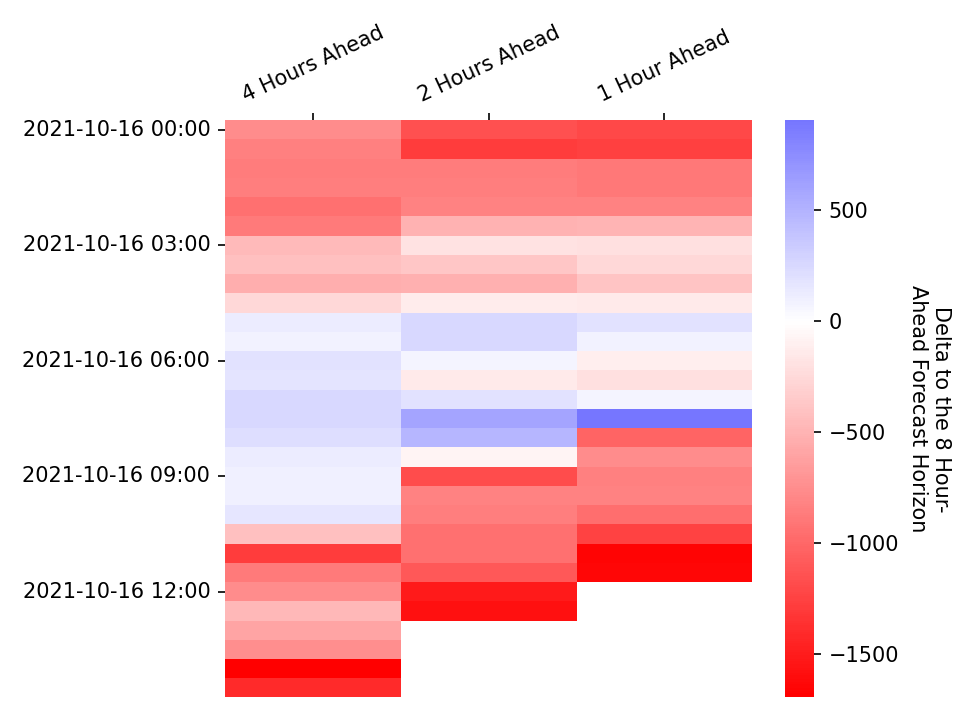 4 Hours Ahead
2 Hours Ahead
1 Hour Ahead
2021-10-16 00:00
2021-10-16 03:00
2021-10-16 06:00
2021-10-16 09:00
2021-10-16 12:00
500
0
−500
−1000
−1500
Delta to the 8 Hour-
Ahead Forecast Horizon